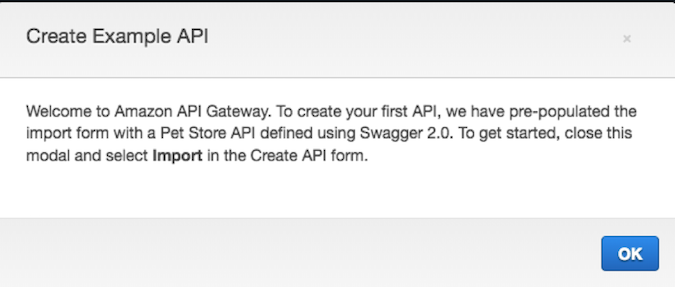 Create Example API
×
Welcome to Amazon API Gateway. To create your first API, we have pre-populated the
import form with a Pet Store API defined using Swagger 2.0. To get started, close this
modal and select Import in the Create API form.
OK